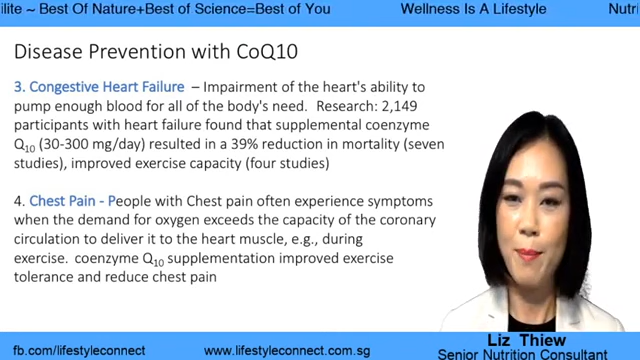 ilite ~ Best Of Nature+Best of Science=Best of You Wellness Is A Lifestyle Nutri
Disease Prevention with CoQ10
3. Congestive Heart Failure – Impairment of the heart's ability to
pump enough blood for all of the body's need. Research: 2,149
participants with heart failure found that supplemental coenzyme
Q10 (30-300 mg/day) resulted in a 39% reduction in mortality (seven
studies), improved exercise capacity (four studies)
4. Chest Pain - People with Chest pain often experience symptoms
when the demand for oxygen exceeds the capacity of the coronary
circulation to deliver it to the heart muscle, e.g., during
exercise. coenzyme Q10 supplementation improved exercise
tolerance and reduce chest pain
Liz Thiew
fb.com/lifestyleconnect www.lifestyleconnect.com.sg Senior Nutrition Consultant